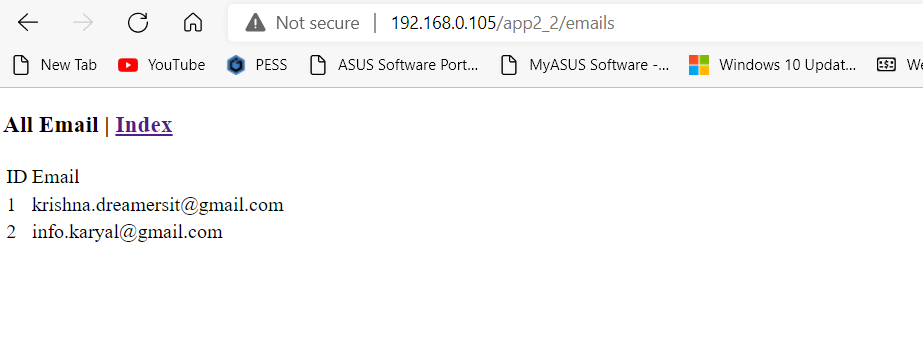 Not secure | 192.168.0.105/app2_2/emails
New Tab YouTube PESS ASUS Software Port... MyASUS Software -... Windows 10 Updat... We
All Email | Index
ID Email
1 krishna.dreamersit@gmail.com
2 info.karyal@gmail.com